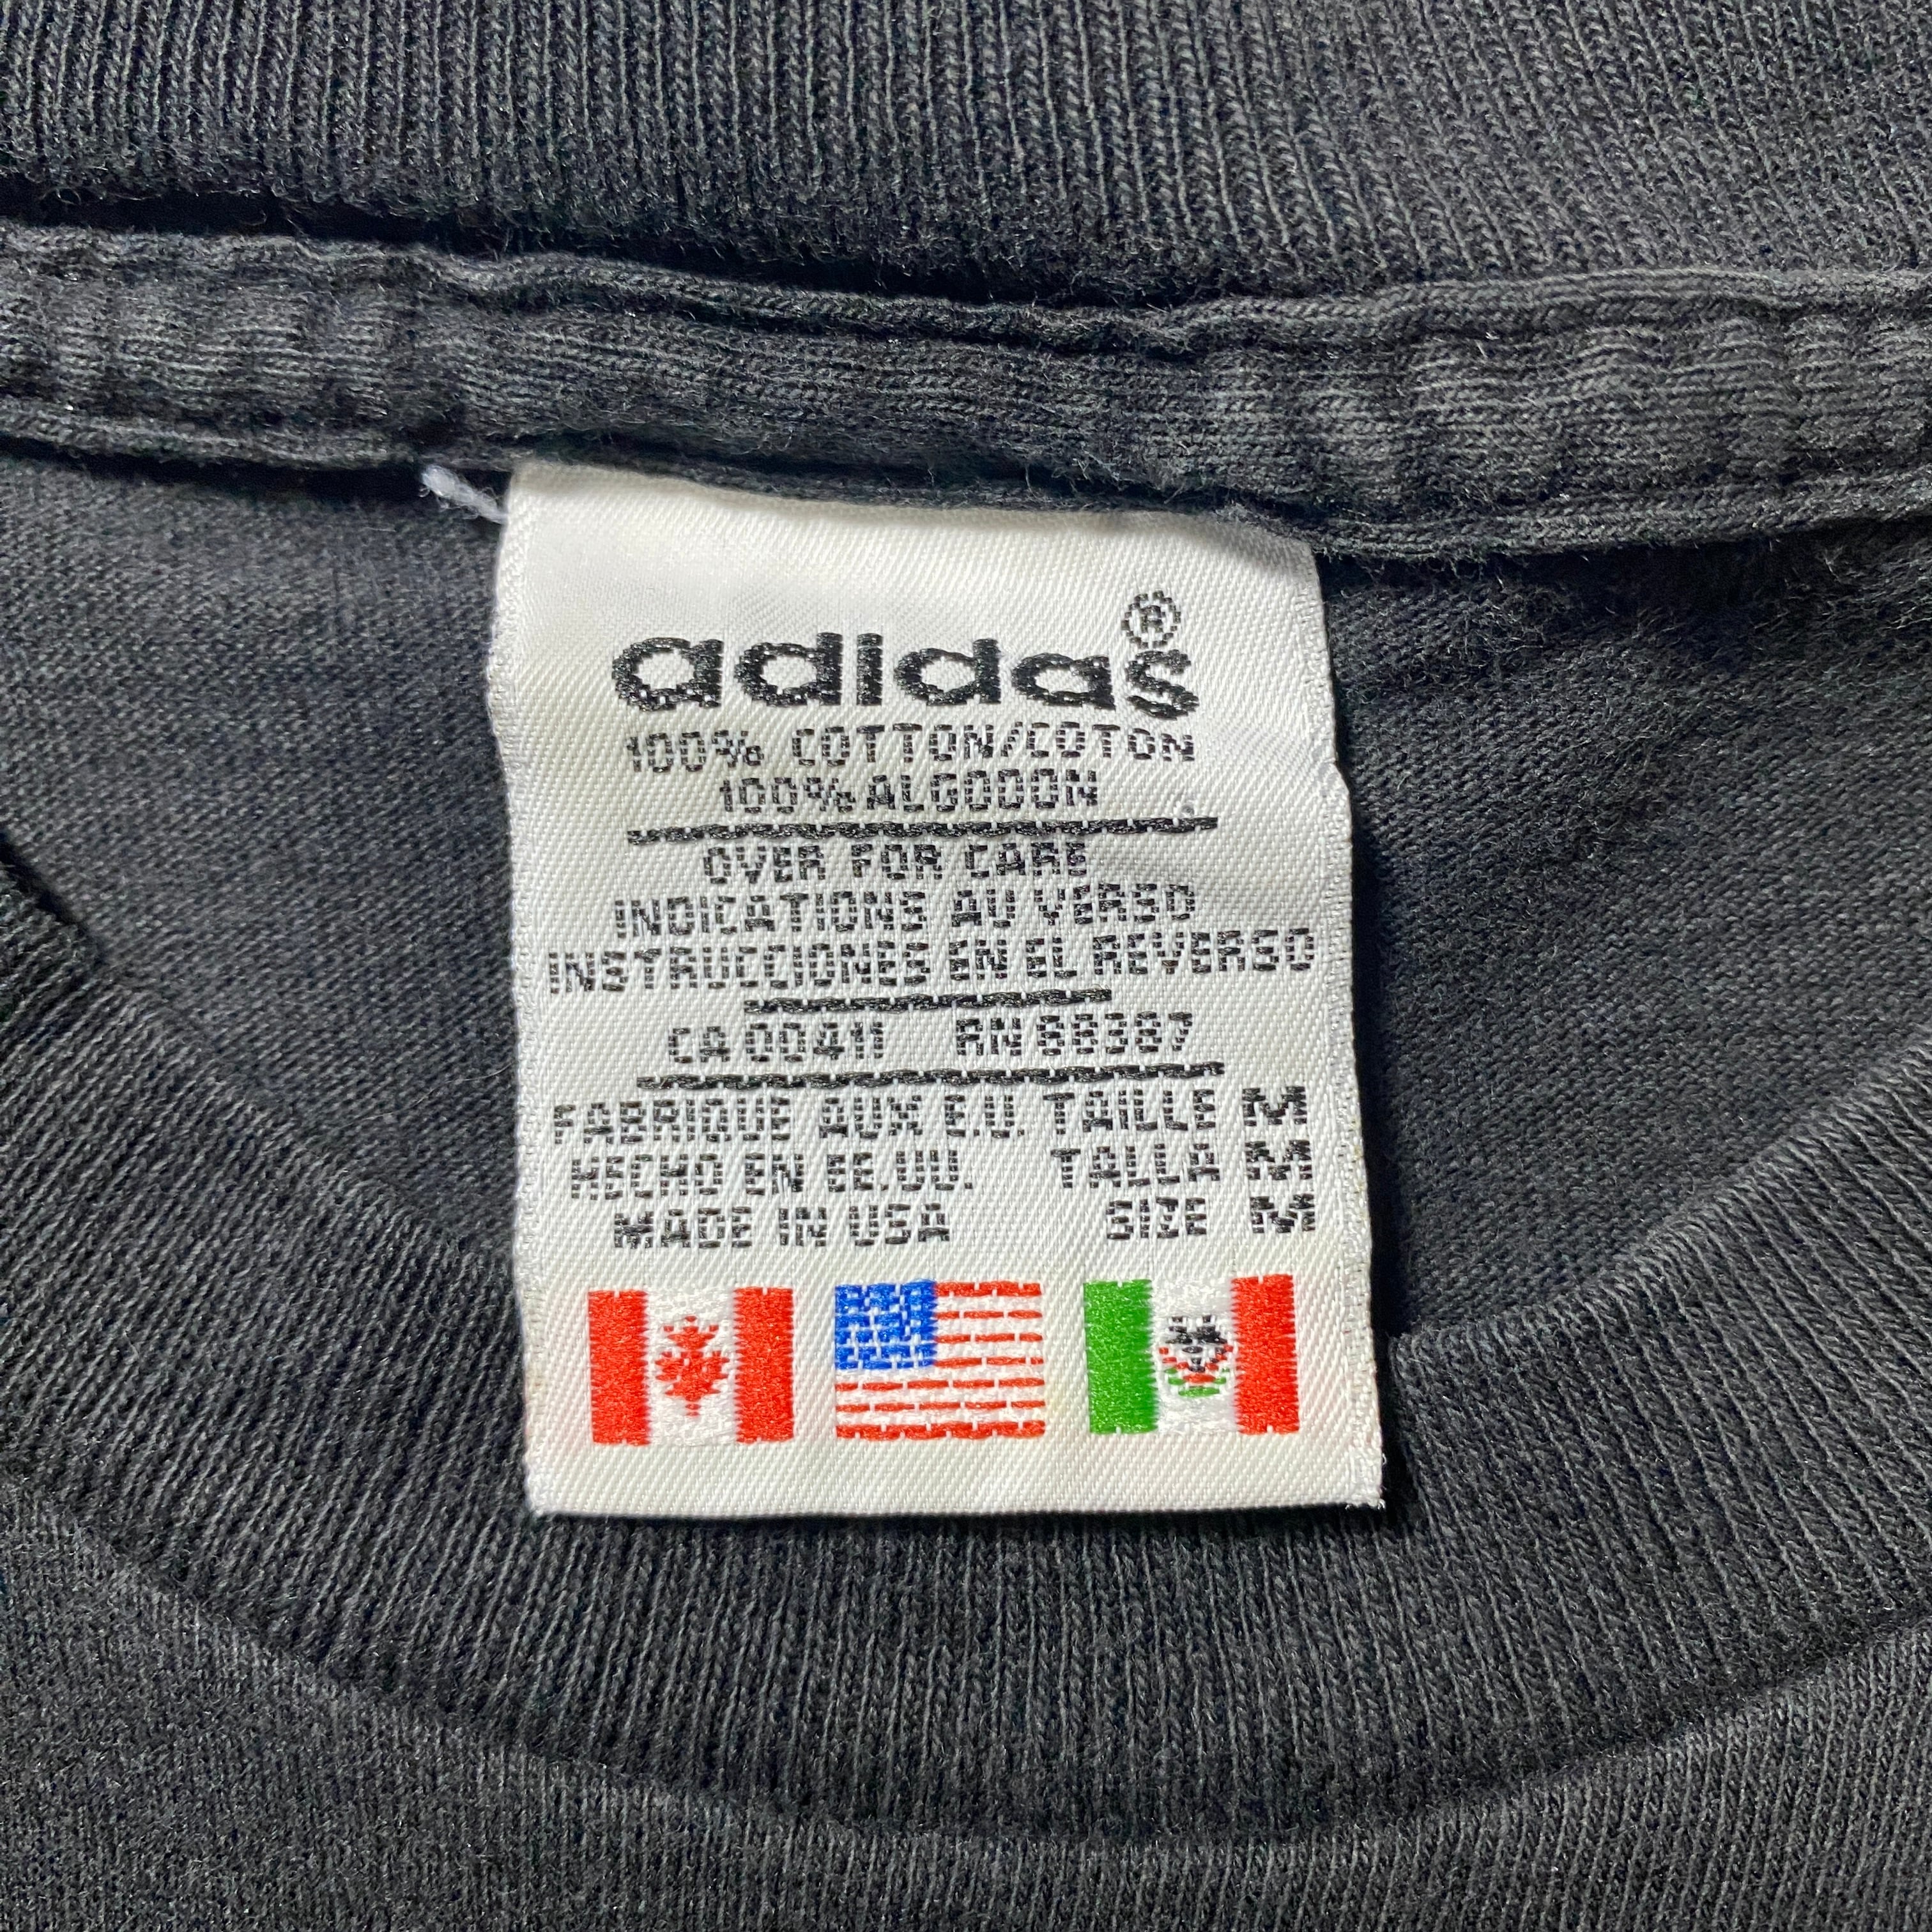 adidas®
100% COTTON/COTON
100% ALGODON
OVER FOR CARE
INDICATIONS AU VERSO
INSTRUCCIONES EN EL REVERSO
CA 00411 RN 88387
FABRIQUE AUX E.U. TAILLE M
HECHO EN EE.UU. TALLA M
MADE IN USA SIZE M